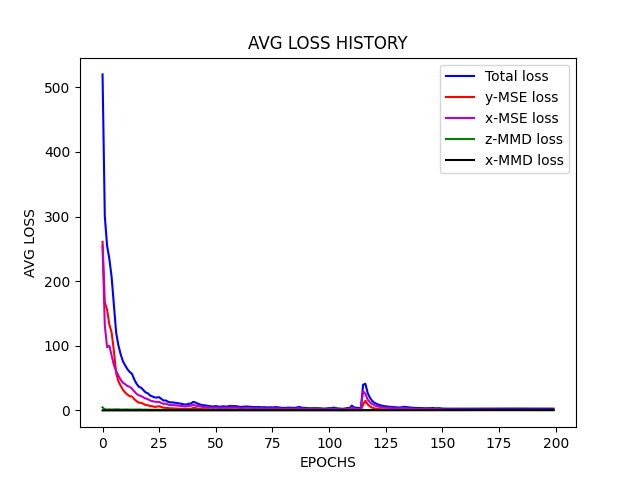 AVG LOSS HISTORY
Total loss
y-MSE loss
x-MSE loss
z-MMD loss
x-MMD loss
AVG LOSS
500
400
300
200
100
0
0 25 50 75 100 125 150 175 200
EPOCHS